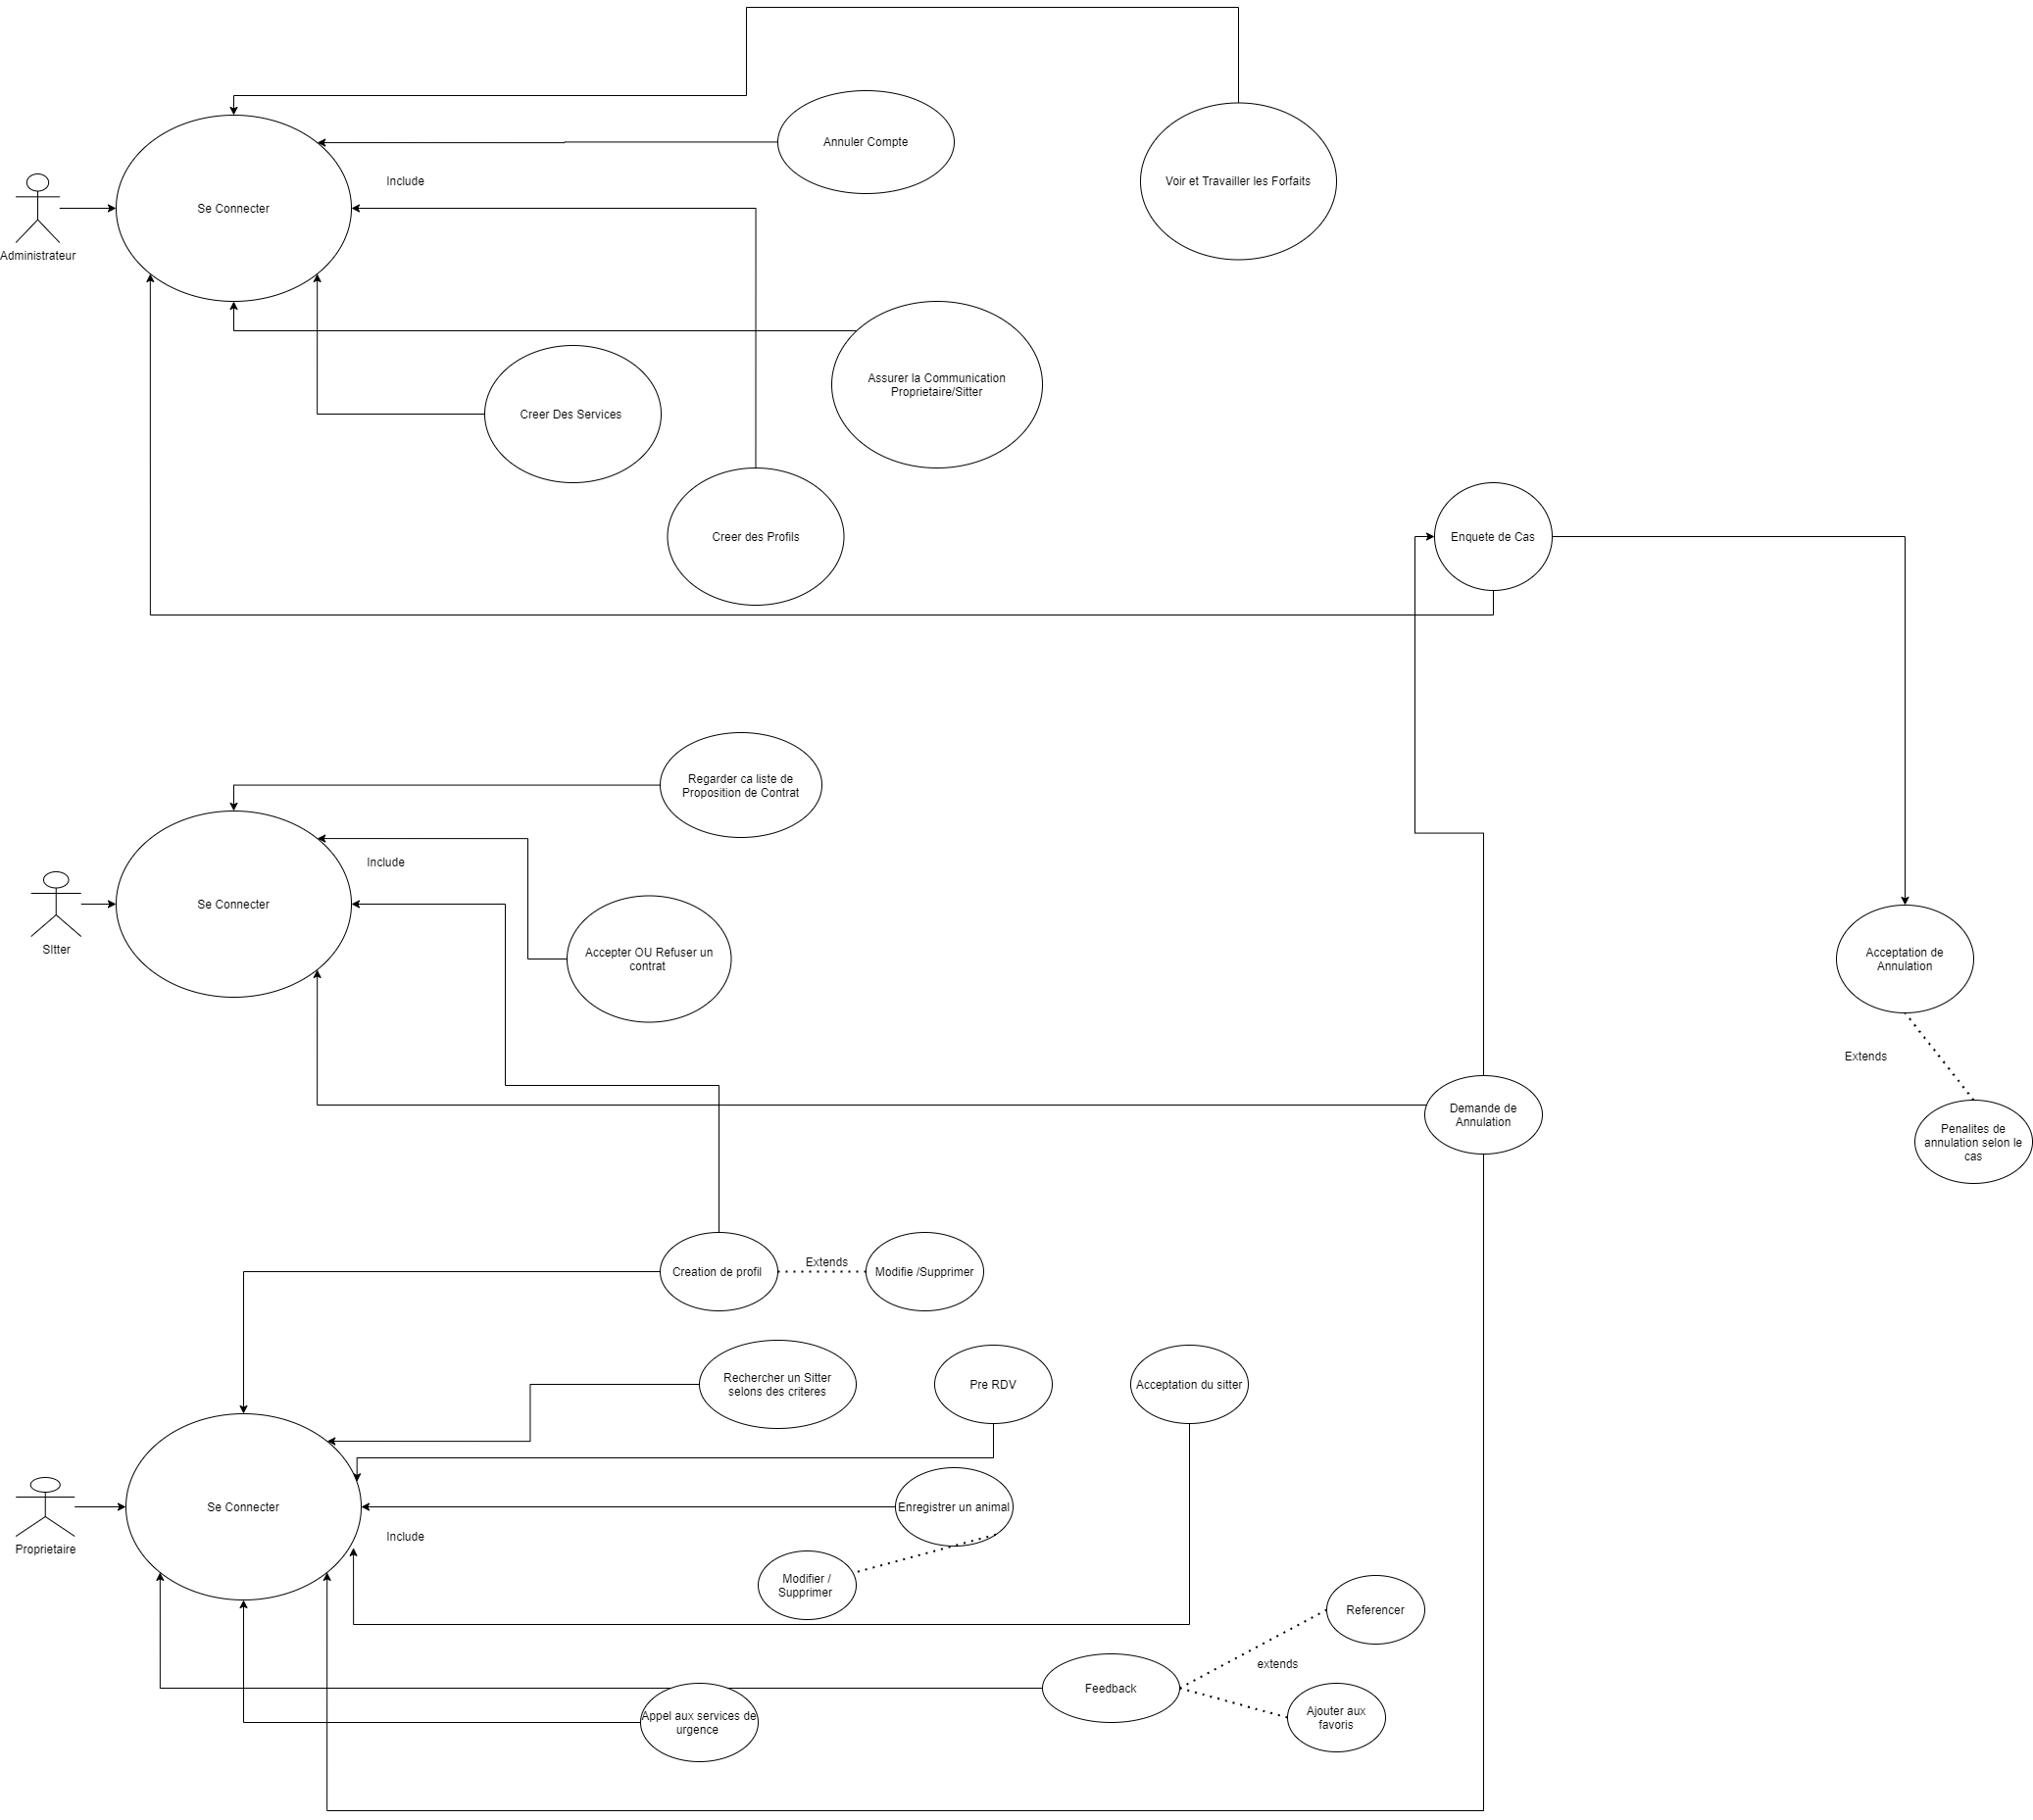 Annuler Compte
Voir et Travailler les Forfaits
Include
Se Connecter
Administrateur
Assurer la Communication
Proprietaire/Sitter
Creer Des Services
Creer des Profils
Enquete de Cas
Regarder ca liste de
Proposition de Contrat
Include
Se Connecter
SItter
Accepter OU Refuser un
contrat
Acceptation de
Annulation
Extends
Demande de
Annulation
Penalites de
annulation selon le
cas
Creation de profil
Extends
Modifie /Supprimer
Rechercher un Sitter
selons des criteres
Pre RDV
Acceptation du sitter
Se Connecter
Enregistrer un animal
Include
Proprietaire
Modifier /
Supprimer
Referencer
extends
Feedback
Appel aux services de
urgence
Ajouter aux
favoris